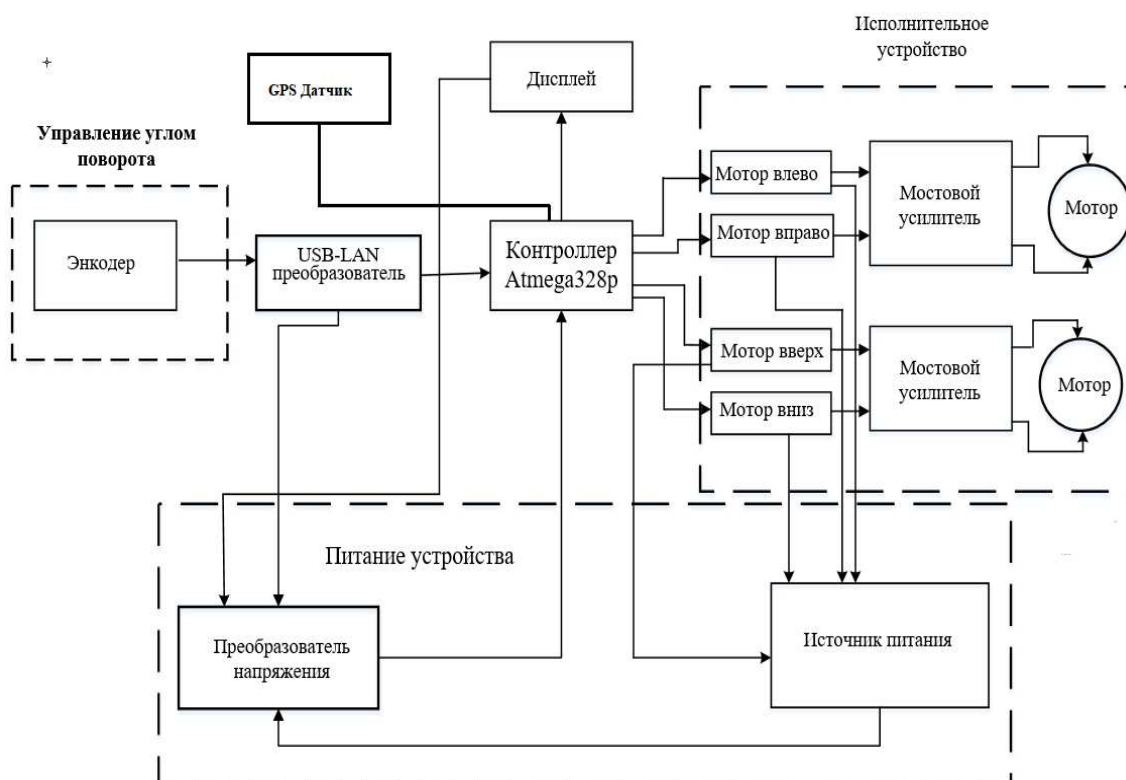 Исполнительное
устройство
GPS Датчик
Дисплей
Управление углом
поворота
Энкодер
USB-LAN
преобразователь
Контроллер
Atmega328p
Мотор влево
Мотор вправо
Мостовой
усилитель
Мотор
Мотор вверх
Мотор вниз
Мостовой
усилитель
Мотор
Питание устройства
Преобразователь
напряжения
Источник питания